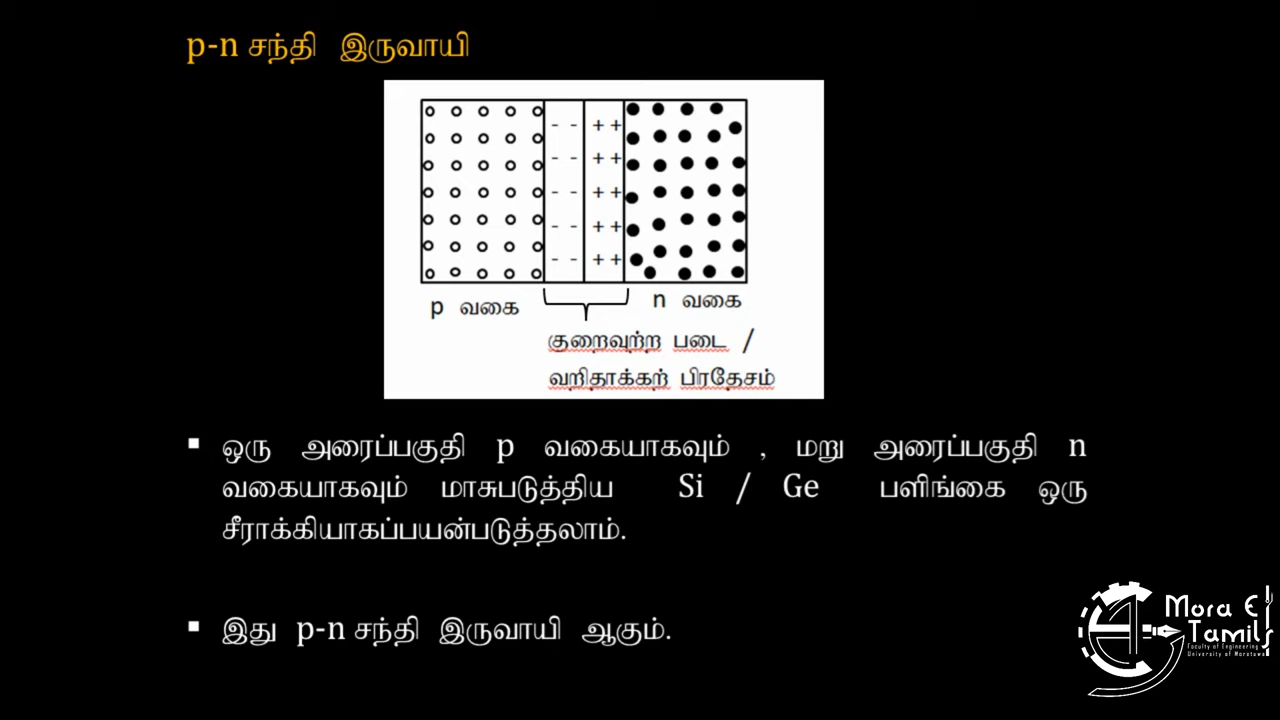 p-n சந்தி இருவாயி
- - + +
- - + +
- - + +
- - + +
- - + +
p வகை
n வகை
குறைவுற்ற படை /
வறிதாக்கற் பிரதேசம்
▪ ஒரு அரைப்பகுதி p வகையாகவும் , மறு அரைப்பகுதி n
வகையாகவும் மாசுபடுத்திய Si / Ge பளிங்கை ஒரு
சீராக்கியாகப்பயன்படுத்தலாம்.
▪ இது p-n சந்தி இருவாயி ஆகும்.
Mora E
Tamils
Faculty of Engineering
University of Moratuwa